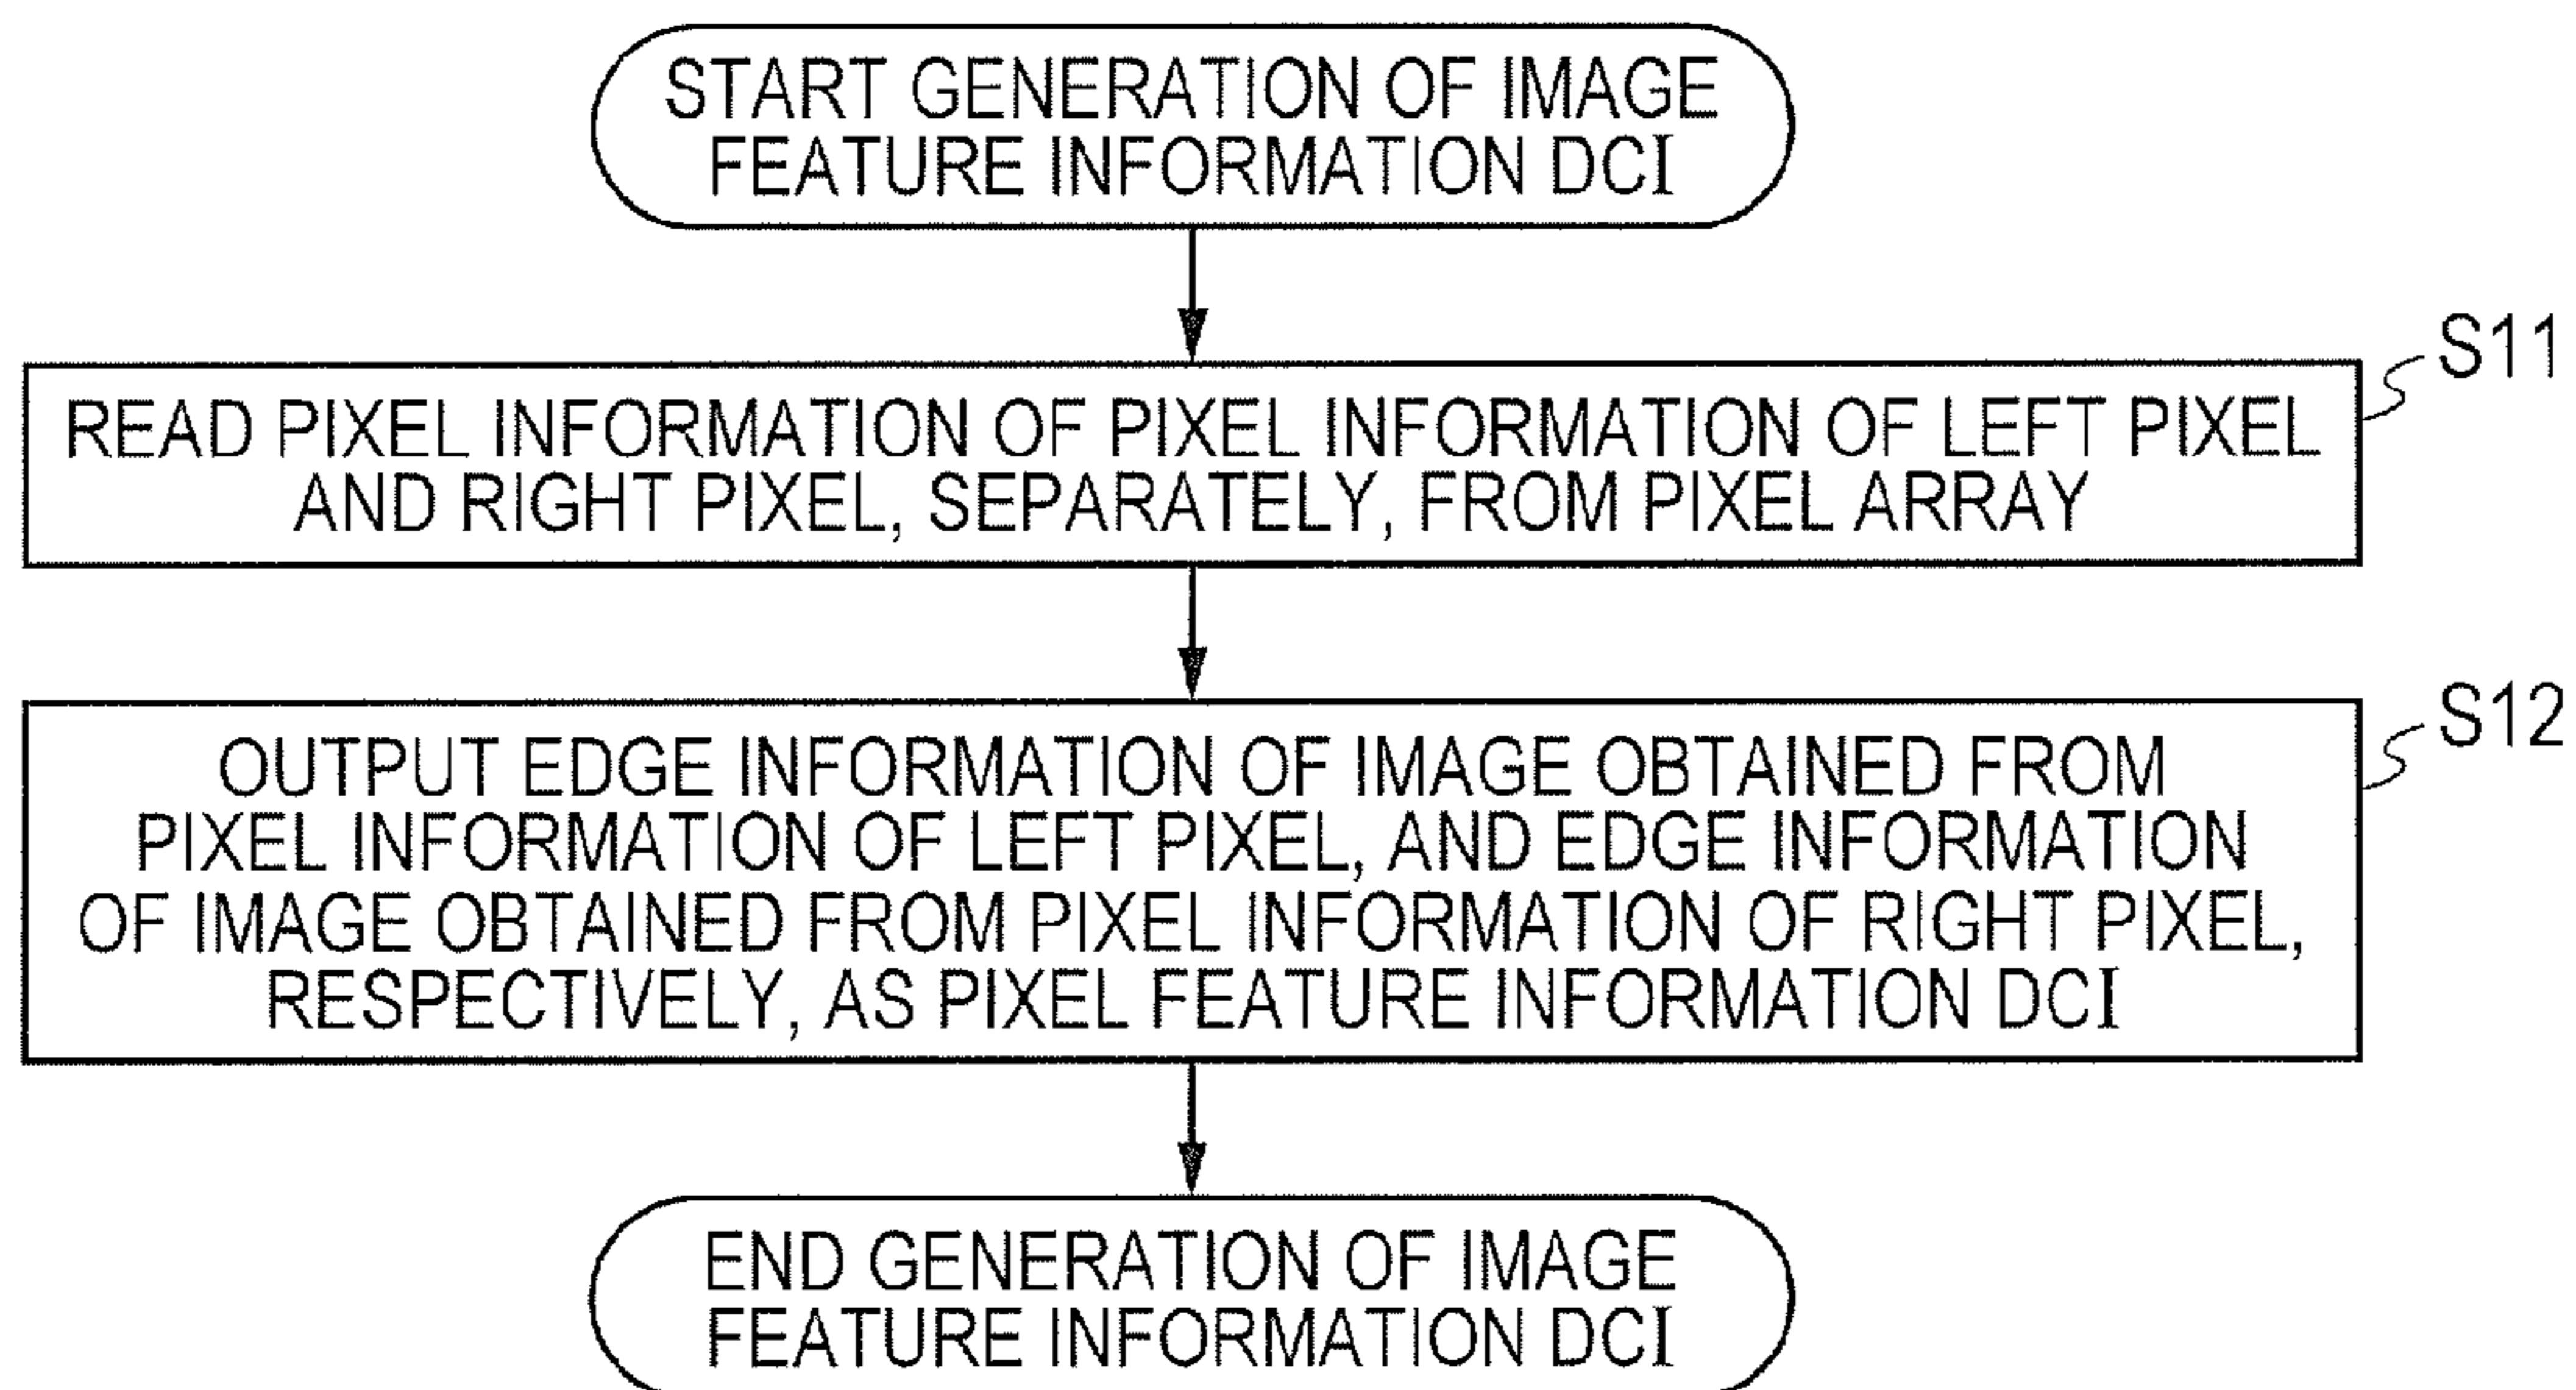 START GENERATION OF IMAGE
FEATURE INFORMATION DCI
S11
READ PIXEL INFORMATION OF PIXEL INFORMATION OF LEFT PIXEL
AND RIGHT PIXEL, SEPARATELY, FROM PIXEL ARRAY
S12
OUTPUT EDGE INFORMATION OF IMAGE OBTAINED FROM
PIXEL INFORMATION OF LEFT PIXEL, AND EDGE INFORMATION
OF IMAGE OBTAINED FROM PIXEL INFORMATION OF RIGHT PIXEL,
RESPECTIVELY, AS PIXEL FEATURE INFORMATION DCI
END GENERATION OF IMAGE
FEATURE INFORMATION DCI